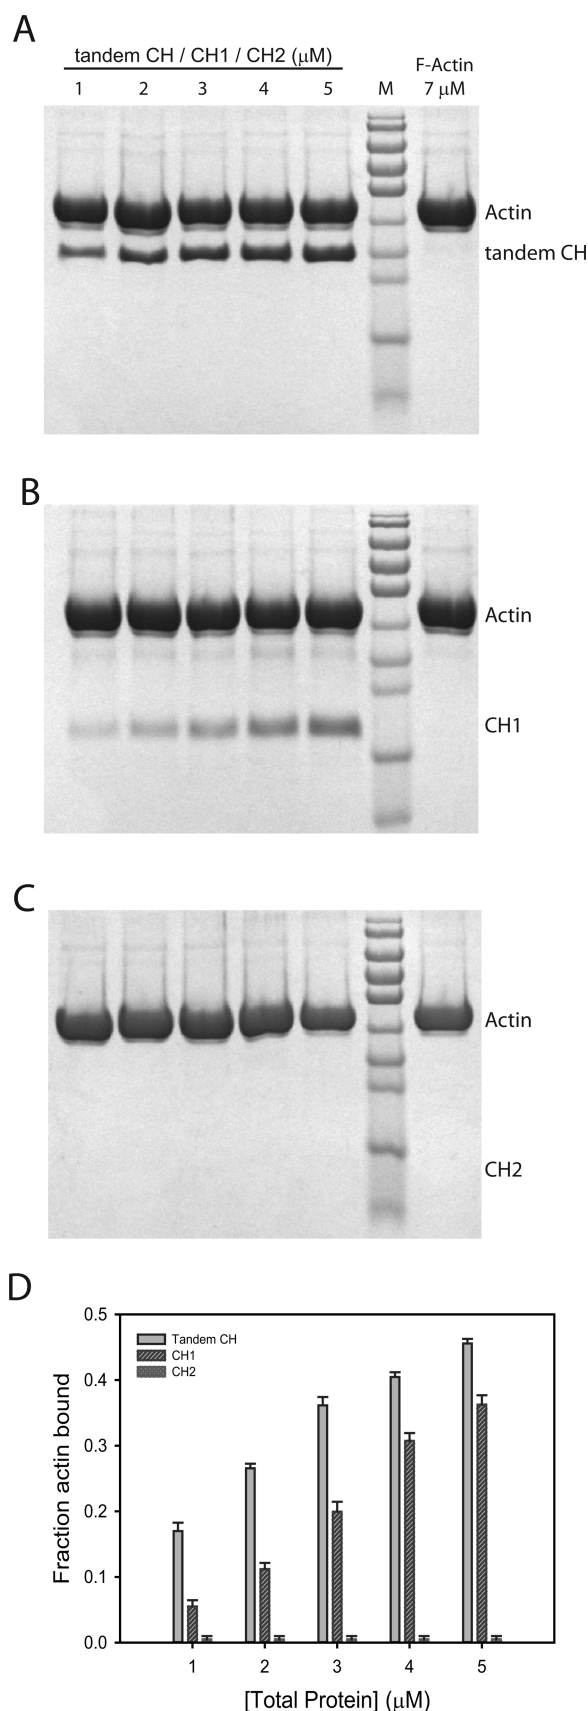 A
tandem CH / CH1 / CH2 (μM)
1 2 3 4 5 M
F-Actin
7 μM
Actin
tandem CH
B
Actin
CH1
C
Actin
CH2
D
0.5
0.4
0.3
0.2
0.1
0.0
Fraction actin bound
Tandem CH
CH1
CH2
1 2 3 4 5
[Total Protein] (μM)